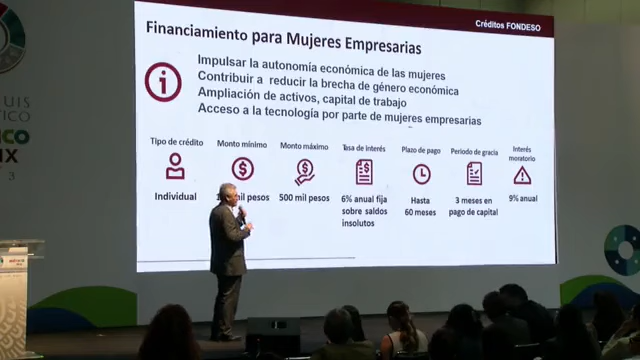 Créditos FONDESO
Financiamiento para Mujeres Empresarias
Impulsar la autonomía económica de las mujeres
Contribuir a reducir la brecha de género económica
Ampliación de activos, capital de trabajo
Acceso a la tecnología por parte de mujeres empresarias
Tipo de crédito
Individual
Monto mínimo
mil pesos
Monto máximo
500 mil pesos
Tasa de interés
6% anual fija
sobre saldos
insolutos
Plazo de pago
Hasta
60 meses
Periodo de gracia
3 meses en
pago de capital
Interés
moratorio
9% anual